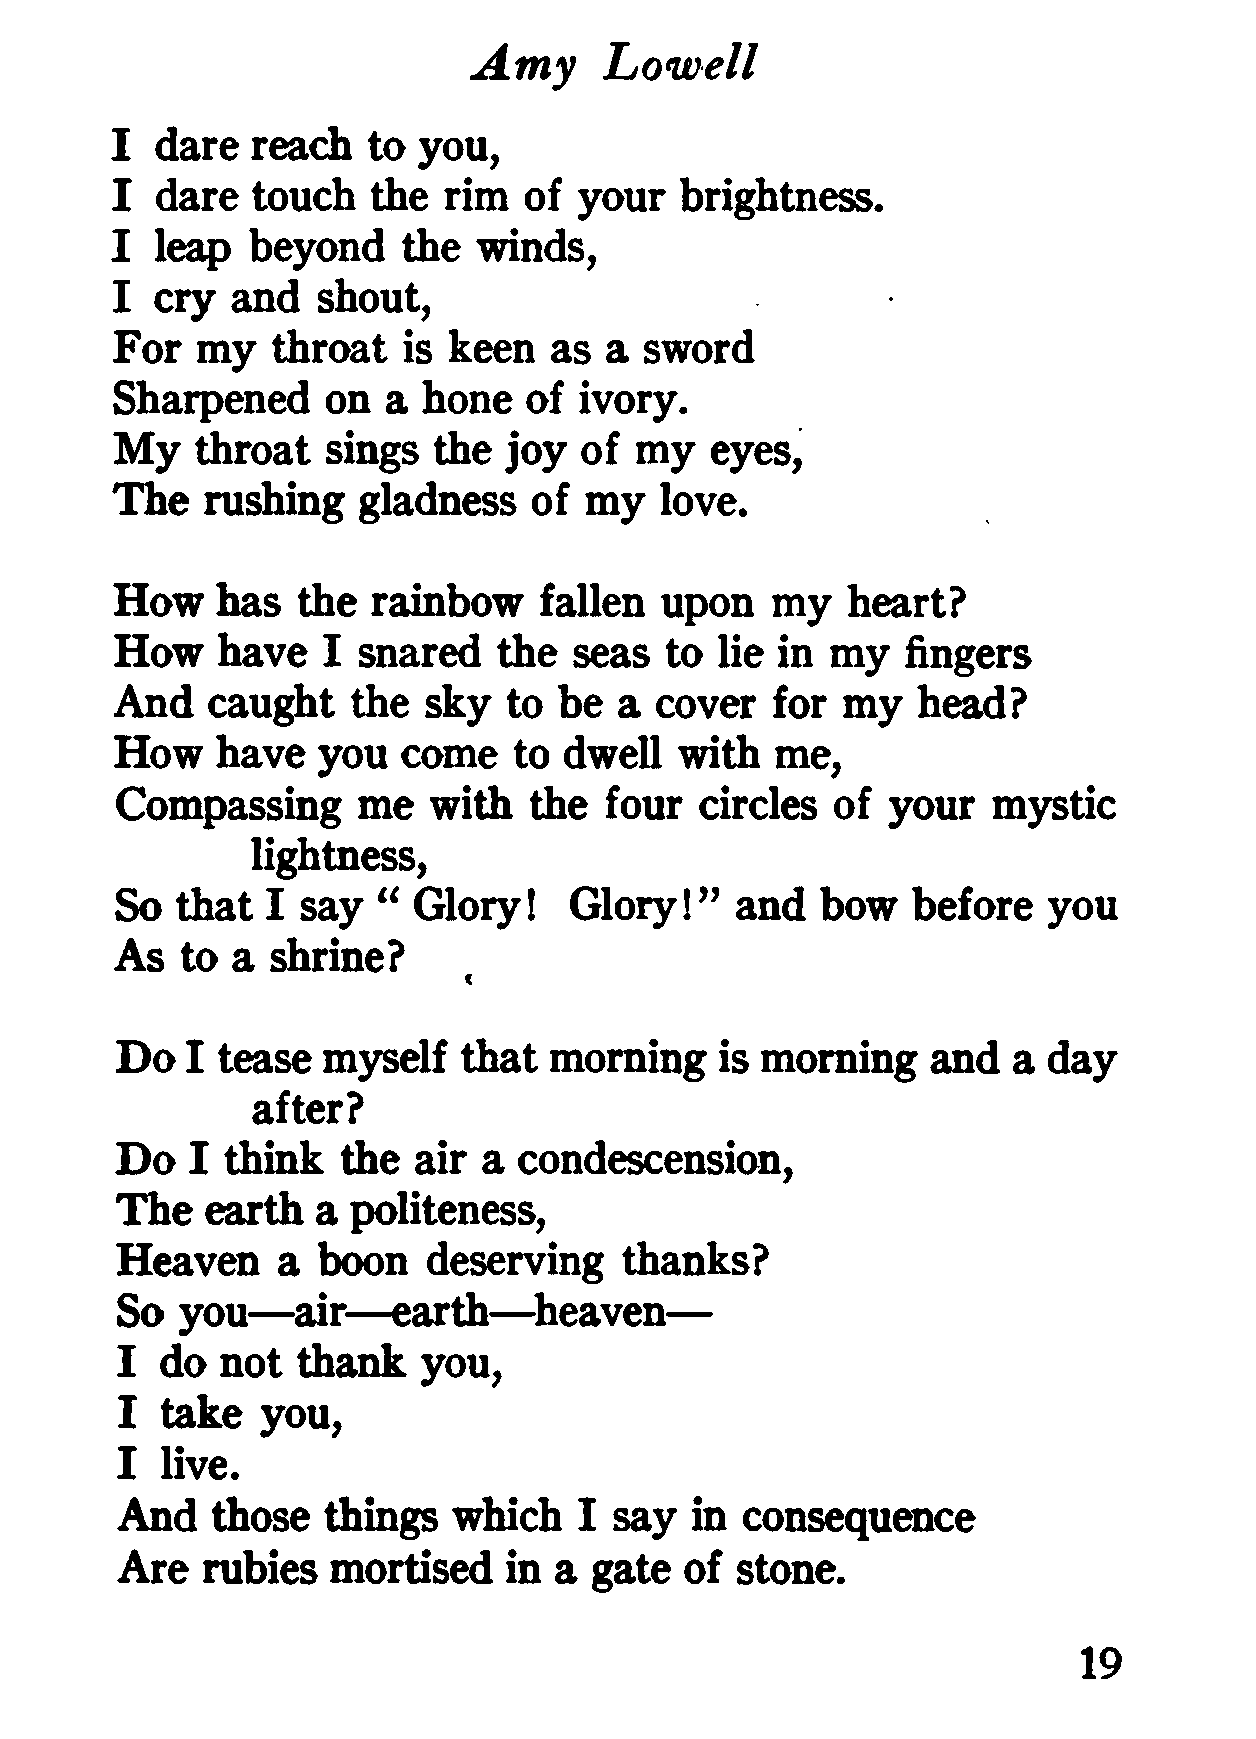 Amy Lowell
I dare reach to you,
I dare touch the rim of your brightness.
I leap beyond the winds,
I cry and shout,
For my throat is keen as a sword
Sharpened on a hone of ivory.
My throat sings the joy of my eyes,
The rushing gladness of my love.
How has the rainbow fallen upon my heart?
How have I snared the seas to lie in my fingers
And caught the sky to be a cover for my head?
How have you come to dwell with me,
Compassing me with the four circles of your mystic
lightness,
So that I say “ Glory! Glory!” and bow before you
As to a shrine?
Do I tease myself that morning is morning and a day
after?
Do I think the air a condescension,
The earth a politeness,
Heaven a boon deserving thanks?
So you—air—earth—heaven—
I do not thank you,
I take you,
I live.
And those things which I say in consequence
Are rubies mortised in a gate of stone.
19